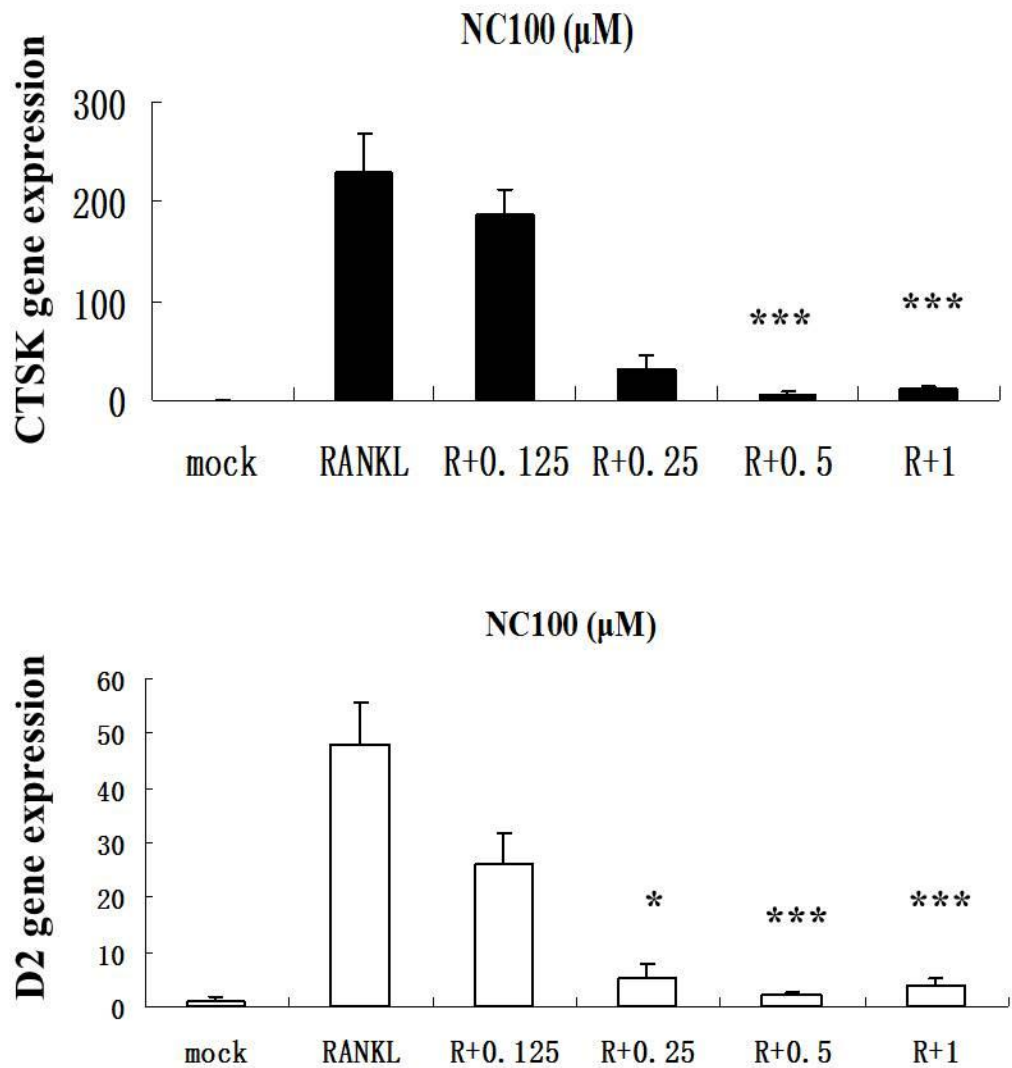 NC100 (μM)
CTSK gene expression
300
200
100
0
***
***
mock RANKL R+0.125 R+0.25 R+0.5 R+1
NC100 (μM)
D2 gene expression
60
50
40
30
20
10
0
*
***
***
mock RANKL R+0.125 R+0.25 R+0.5 R+1